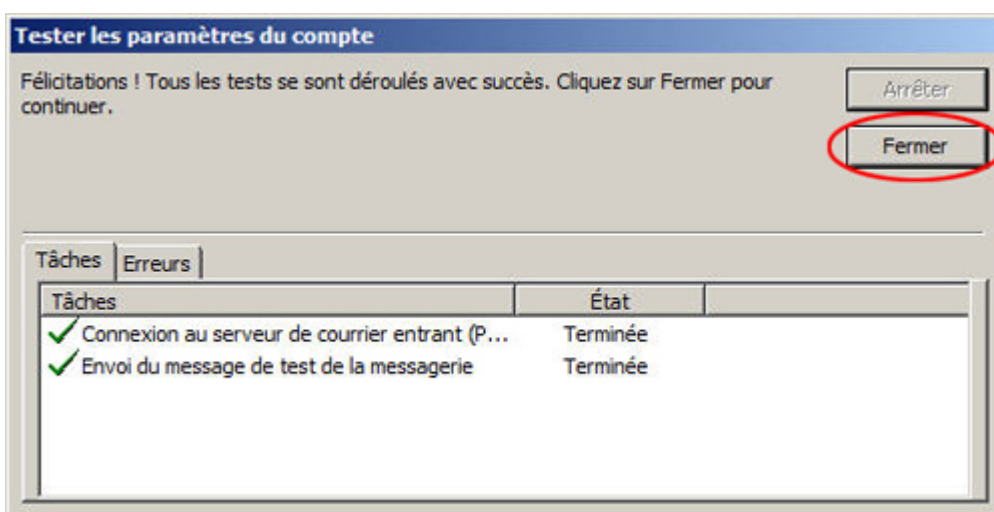 Tester les paramètres du compte
Félicitations ! Tous les tests se sont déroulés avec succès. Cliquez sur Fermer pour
continuer.
Arrêter
Fermer
Tâches Erreurs
Tâches État
Connexion au serveur de courrier entrant (P... Terminée
Envoi du message de test de la messagerie Terminée